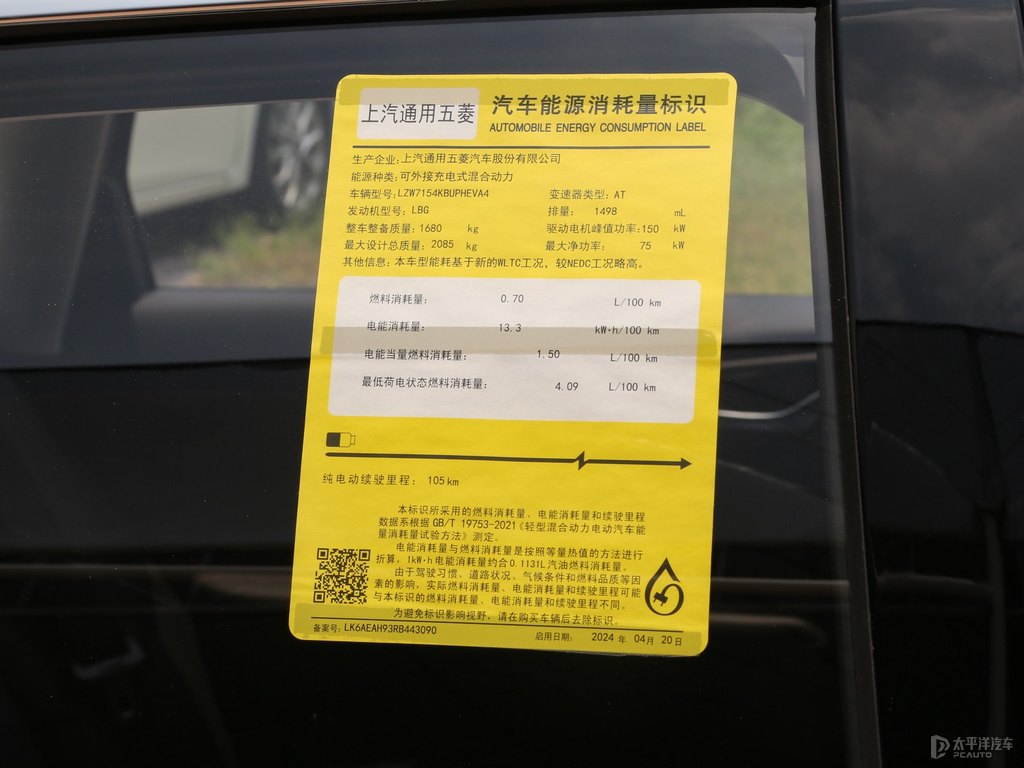 上汽通用五菱
汽车能源消耗量标识
AUTOMOBILE ENERGY CONSUMPTION LABEL
生产企业:上汽通用五菱汽车股份有限公司
能源种类:可外接充电式混合动力
车辆型号:LZW7154KBUPHEVA4 变速器类型: AT
发动机型号:LBG 排量: 1498 mL
整车整备质量:1680 kg 驱动电机峰值功率:150 kW
最大设计总质量: 2085 kg 最大净功率: 75 kW
其他信息:本车型能耗基于新的WLTC工况,较NEDC工况略高。
燃料消耗量: 0.70 L/100 km
电能消耗量: 13.3 kW·h/100 km
电能当量燃料消耗量: 1.50 L/100 km
最低荷电状态燃料消耗量: 4.09 L/100 km
纯电动续驶里程: 105km
本标识所采用的燃料消耗量、电能消耗量和续驶里程
数据系根据 GB/T 19753-2021《轻型混合动力电动汽车能
量消耗量试验方法》测定。
电能消耗量与燃料消耗量是按照等量热值的方法进行
折算,1kW·h电能消耗量约合0.1131L汽油燃料消耗量。
由于驾驶习惯、道路状况、气候条件和燃料品质等因
素的影响,实际燃料消耗量、电能消耗量和续驶里程可能
与本标识的燃料消耗量、电能消耗量和续驶里程不同。
为避免标识影响视野,请在购买车辆后去除标识。
备案号:LK6AEAH93RB443090 启用日期: 2024 年 04月 20日
太平洋汽车
PCAUTO